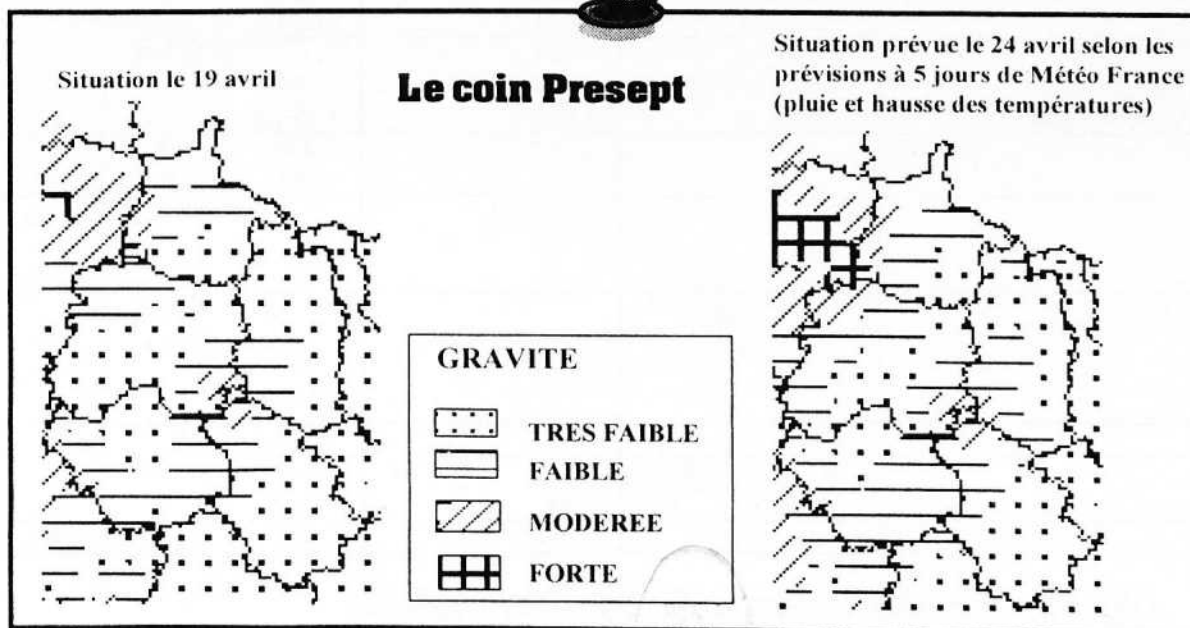 Situation le 19 avril
Le coin Presept
Situation prévue le 24 avril selon les
prévisions à 5 jours de Météo France
(pluie et hausse des températures)
GRAVITE
TRES FAIBLE
FAIBLE
MODEREE
FORTE